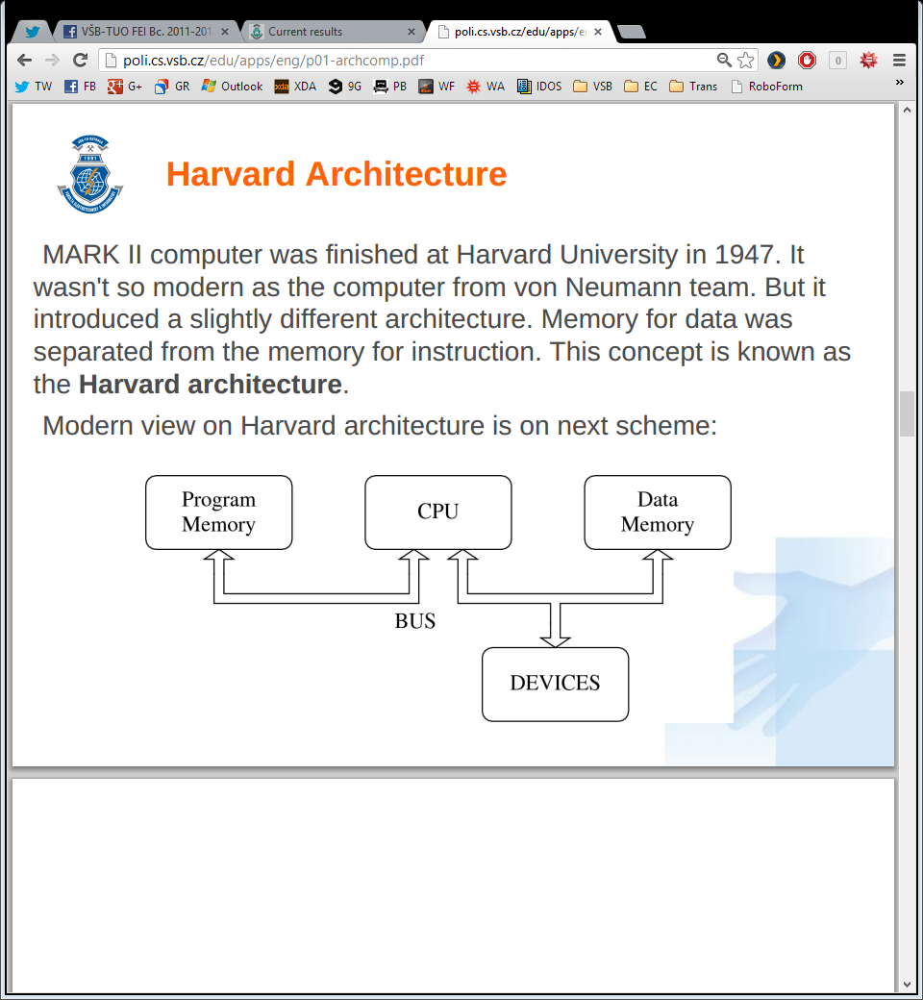 VŠB-TUO FEI Bc. 2011-201
Current results
poli.cs.vsb.cz/edu/apps/e
poli.cs.vsb.cz/edu/apps/eng/p01-archcomp.pdf
0
TW FB G+ GR Outlook XDA 9G PB WF WA IDOS VSB EC Trans RoboForm »
1991
Harvard Architecture
MARK II computer was finished at Harvard University in 1947. It
wasn't so modern as the computer from von Neumann team. But it
introduced a slightly different architecture. Memory for data was
separated from the memory for instruction. This concept is known as
the Harvard architecture.
Modern view on Harvard architecture is on next scheme:
Program
Memory
CPU
Data
Memory
BUS
DEVICES